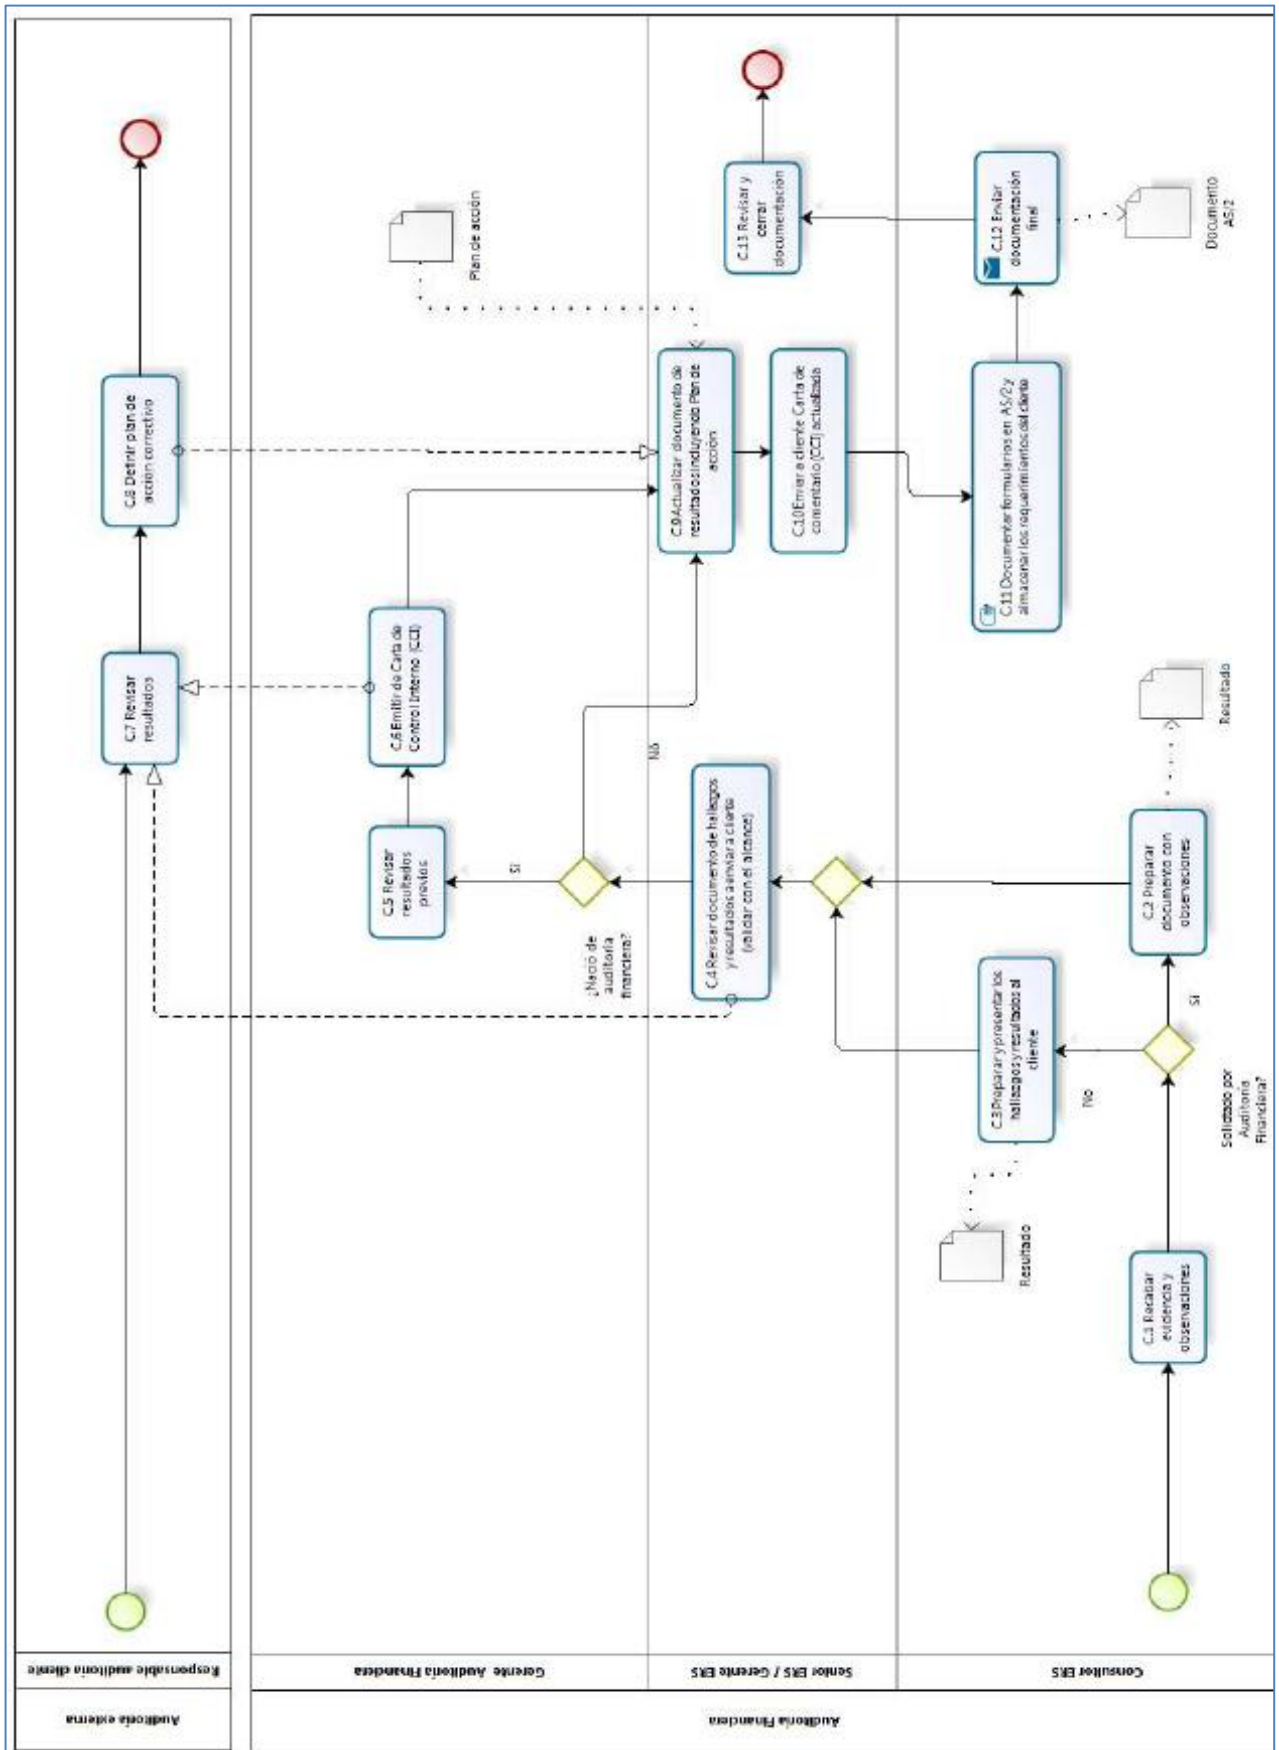 Auditoría externa
Responsable auditoria cliente
C.7 Revisar
resultados
C.8 Definir plan de
acción correctivo
Auditoría Financiera
Gerente Auditoría Financiera
¿Nació de
auditoria
financiera?
Si
No
C.5 Revisar
resultados
previos
C.6 Emitir de Carta de
Control Interno (CCI)
Plan de acción
Senior ERS / Gerente ERS
C.4 Revisar documento de hallazgos
y resultados a enviar a cliente
(validar con el alcance)
C.9 Actualizar documento de
resultados incluyendo Plan de
acción
C.10 Enviar a cliente Carta de
comentario (CCI) actualizada
C.13 Revisar y
cerrar
documentación
Consultor ERS
C.1 Recabar
evidencia y
observaciones
Solicitado por
Auditoría
Financiera?
No
Si
C.3 Preparar y presentar los
hallazgos y resultados al
cliente
Resultado
C.2 Preparar
documento con
observaciones
Resultado
C.11 Documentar formularios en AS/2 y
almacenar los requerimientos del cliente
C.12 Enviar
documentación
final
Documento
AS/2